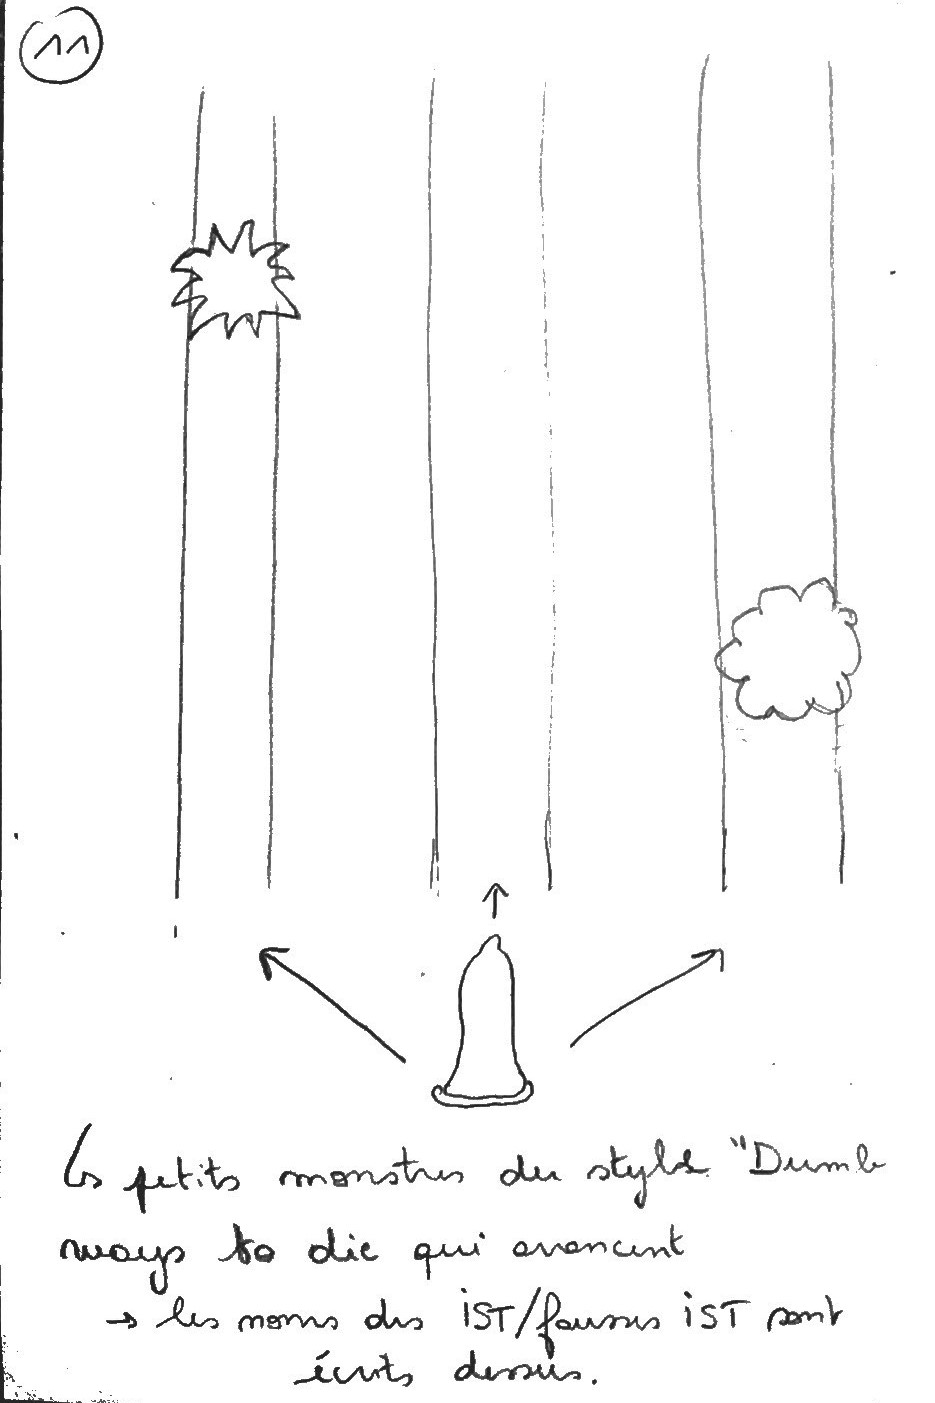 11
Les petits monstres du style "Dumb
ways to die qui avancent
→ les noms des IST/fausses IST sont
écrits dessus.